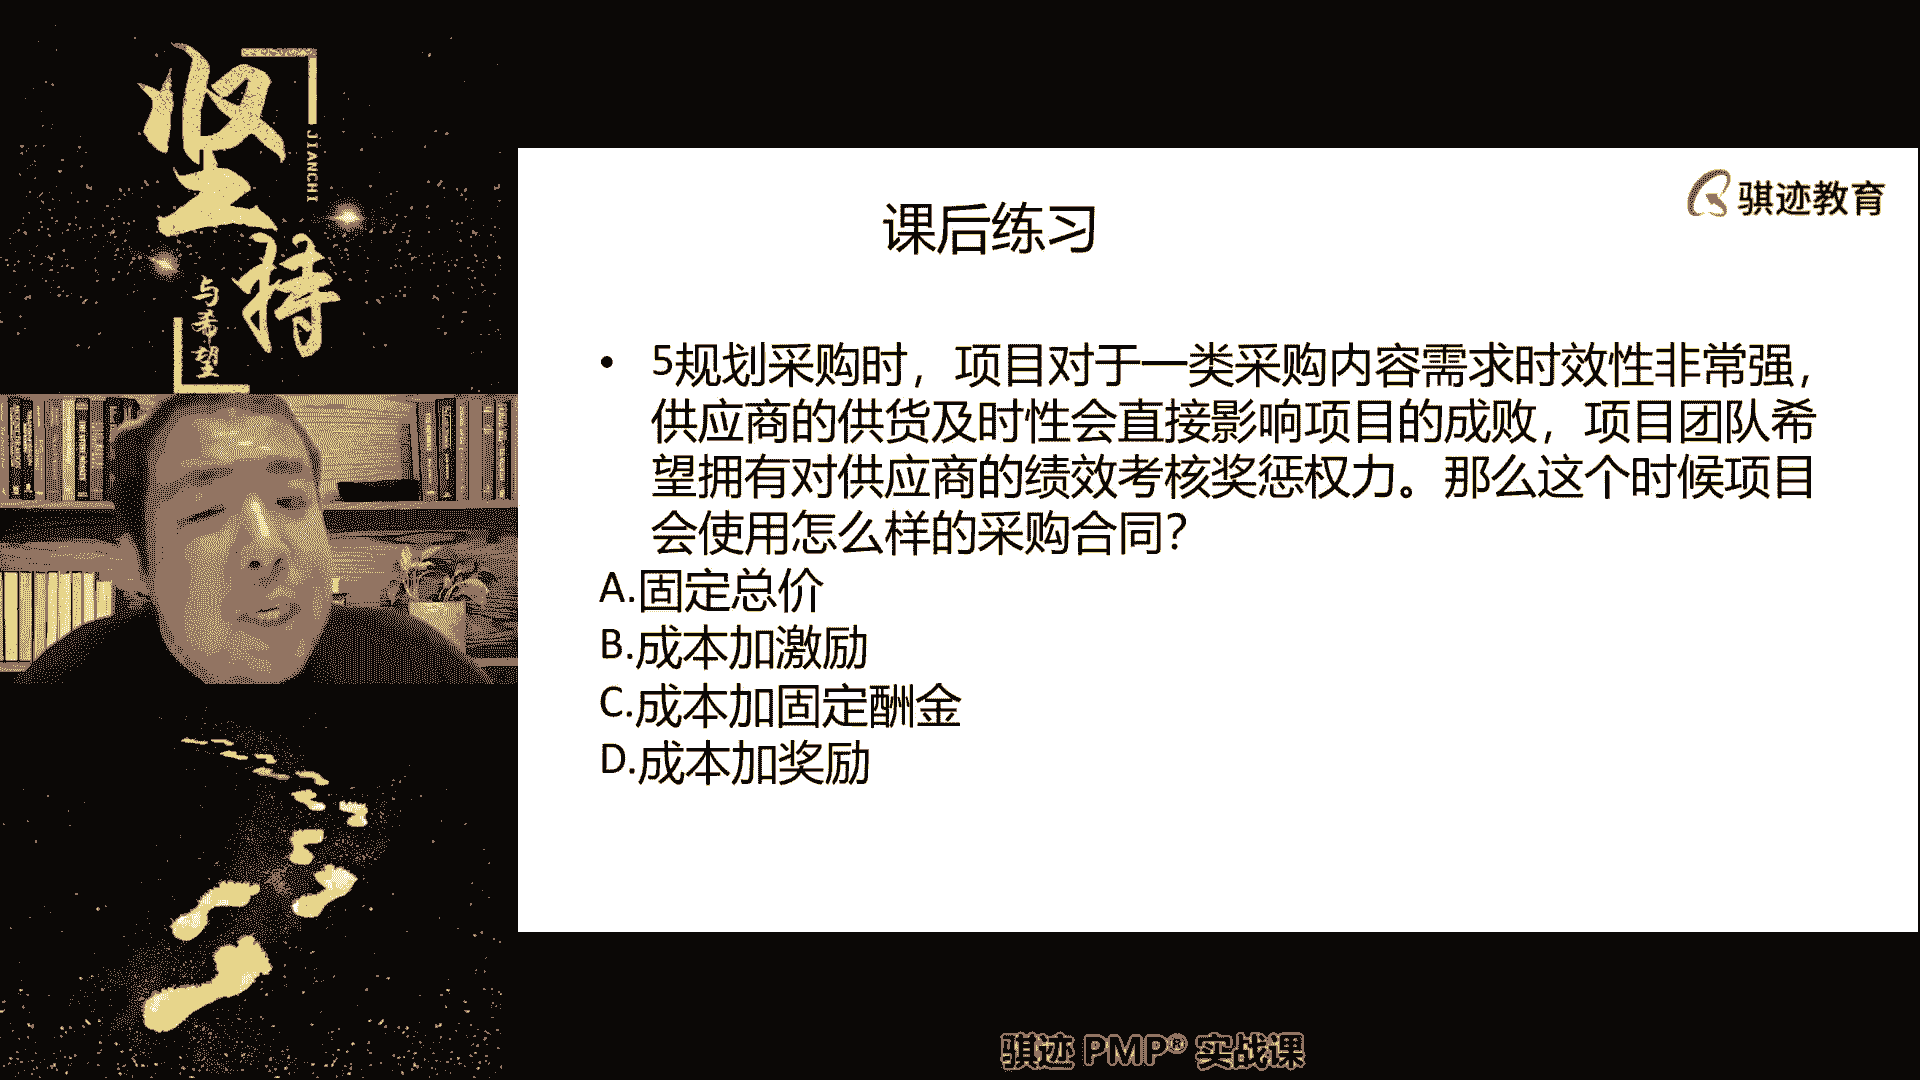 坚持
JIANCHI
与希望
骐迹教育
课后练习
• 5规划采购时，项目对于一类采购内容需求时效性非常强，
供应商的供货及时性会直接影响项目的成败，项目团队希
望拥有对供应商的绩效考核奖惩权力。那么这个时候项目
会使用怎么样的采购合同？
A.固定总价
B.成本加激励
C.成本加固定酬金
D.成本加奖励
骐迹 PMP® 实战课